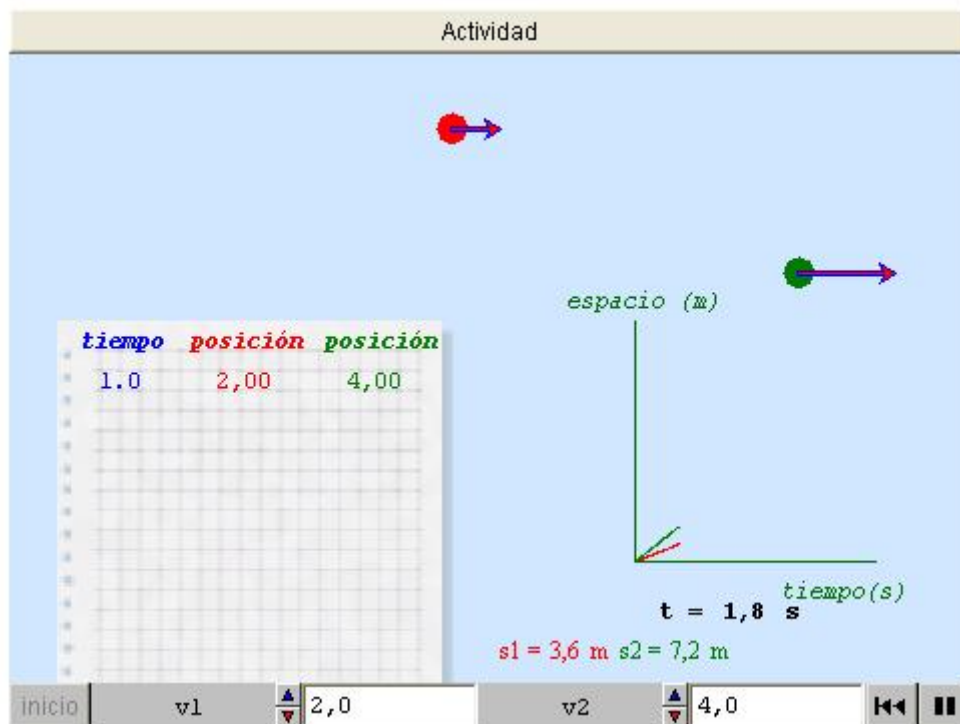 Actividad
espacio (m)
tiempo posición posición
1.0 2,00 4,00
tiempo(s)
t = 1,8 s
s1 = 3,6 m s2 = 7,2 m
inicio v1 2,0 v2 4,0